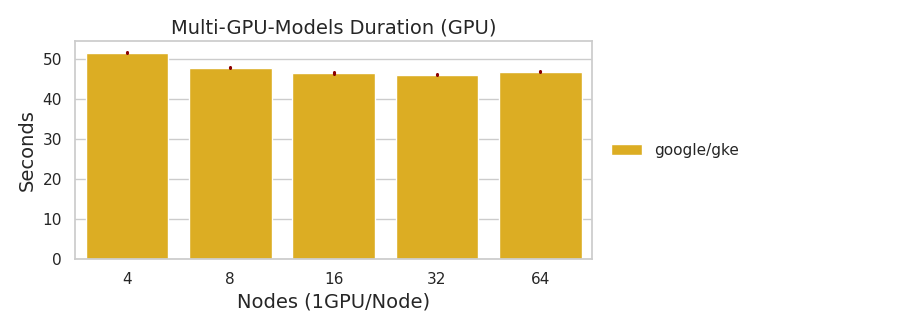 Multi-GPU-Models Duration (GPU)
Seconds
50
40
30
20
10
0
4 8 16 32 64
Nodes (1GPU/Node)
google/gke